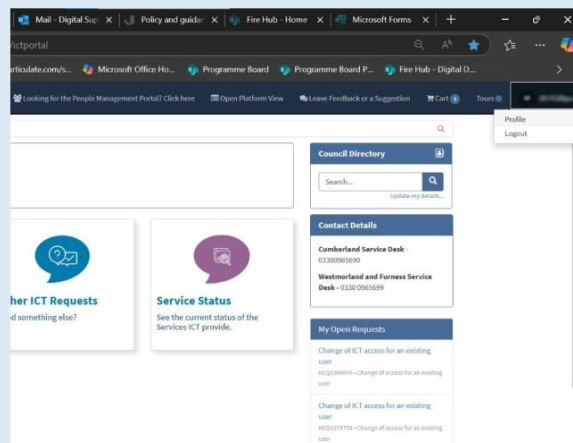 Mail - Digital Sup
Policy and guidan
Fire Hub - Home
Microsoft Forms
/ictportal
articulate.com/s...
Microsoft Office Ho...
Programme Board
Programme Board P...
Fire Hub - Digital D...
Looking for the People Management Portal? Click here
Open Platform View
Leave Feedback or a Suggestion
Cart
Tours
Profile
Logout
Council Directory
Search...
Update my details...
Contact Details
Cumberland Service Desk -
03300565690
Westmorland and Furness Service
Desk - 0330 0565699
her ICT Requests
d something else?
Service Status
See the current status of the
Services ICT provide.
My Open Requests
Change of ICT access for an existing
user
• Change of access for an existing
user
Change of ICT access for an existing
user
REQ0374759 • Change of access for an existing
user